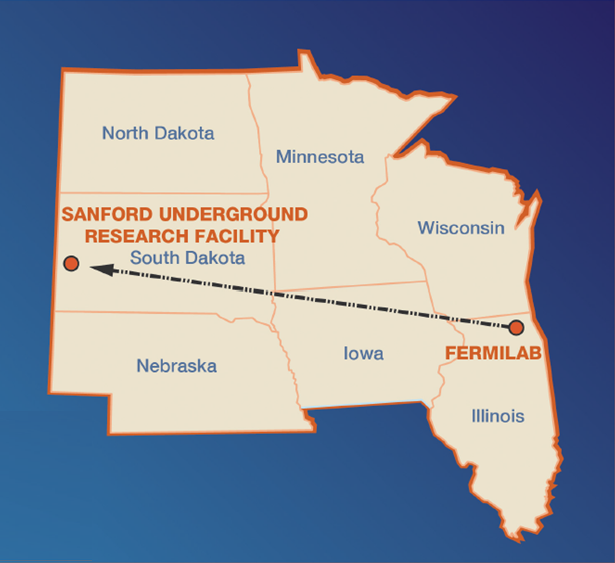 North Dakota
Minnesota
SANFORD UNDERGROUND
RESEARCH FACILITY
Wisconsin
South Dakota
Nebraska
Iowa
FERMILAB
Illinois